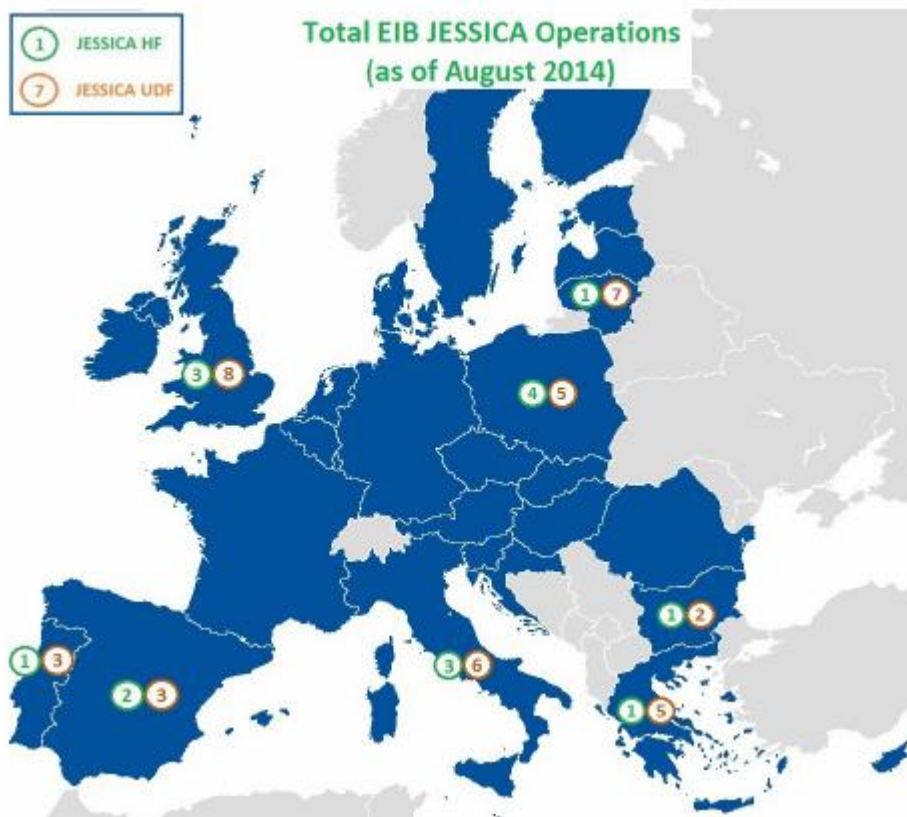 Total EIB JESSICA Operations
(as of August 2014)
1 JESSICA HF
7 JESSICA UDF
1 7
3 8
4 5
1 2
1 3
3 6
2 3
1 5